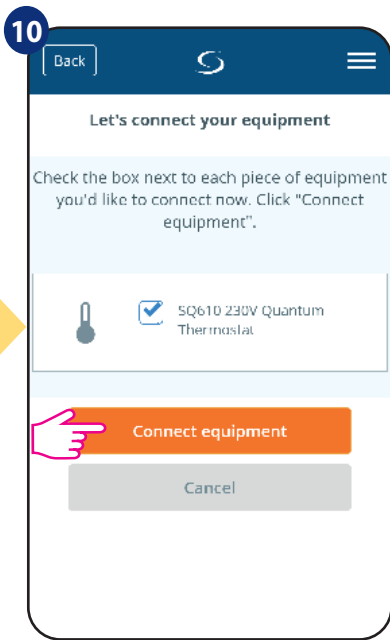 10
Back
Let's connect your equipment
Check the box next to each piece of equipment
you'd like to connect now. Click "Connect
equipment".
SQ610 230V Quantum
Thermostat
Connect equipment
Cancel